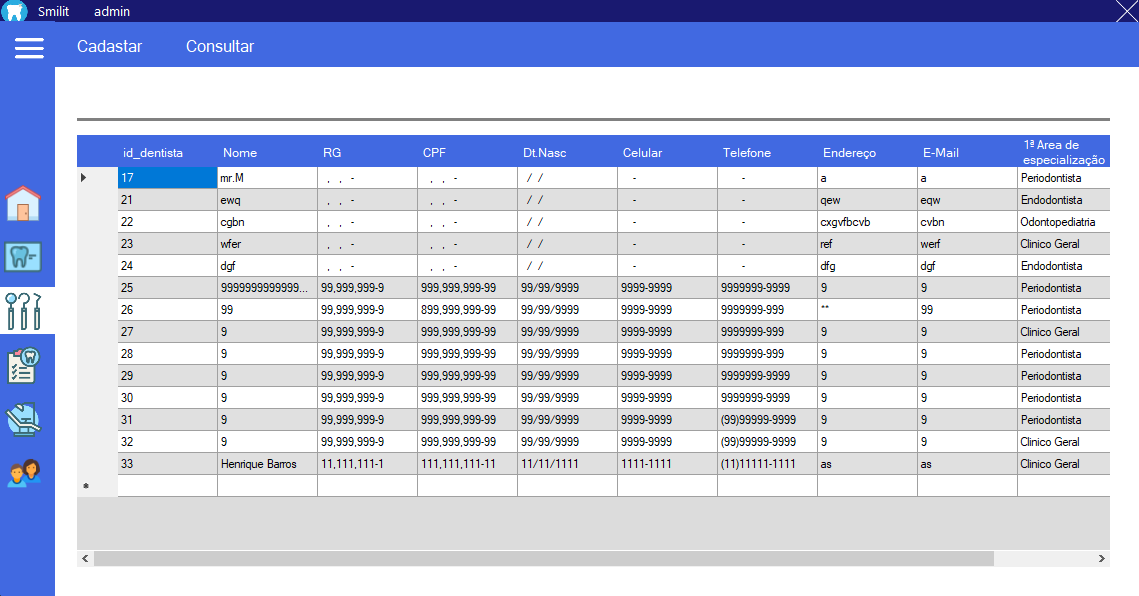 Smilit admin
Cadastar Consultar
id_dentista Nome RG CPF Dt.Nasc Celular Telefone Endereço E-Mail 1ª Area de especialização
17 mr.M , , - , , - / / - - a a Periodontista
21 ewq , , - , , - / / - - qew eqw Endodontista
22 cgbn , , - , , - / / - - cxgvfbcvb cvbn Odontopediatria
23 wfer , , - , , - / / - - ref werf Clinico Geral
24 dgf , , - , , - / / - - dfg dgf Endodontista
25 99999999999999... 99,999,999-9 999,999,999-99 99/99/9999 9999-9999 9999999-9999 9 9 Periodontista
26 99 99,999,999-9 899,999,999-99 99/99/9999 9999-9999 9999999-999 ** 99 Periodontista
27 9 99,999,999-9 999,999,999-99 99/99/9999 9999-9999 9999999-999 9 9 Clinico Geral
28 9 99,999,999-9 999,999,999-99 99/99/9999 9999-9999 9999999-999 9 9 Periodontista
29 9 99,999,999-9 999,999,999-99 99/99/9999 9999-9999 9999999-9999 9 9 Periodontista
30 9 99,999,999-9 999,999,999-99 99/99/9999 9999-9999 9999999-9999 9 9 Periodontista
31 9 99,999,999-9 999,999,999-99 99/99/9999 9999-9999 (99)99999-9999 9 9 Periodontista
32 9 99,999,999-9 999,999,999-99 99/99/9999 9999-9999 (99)99999-9999 9 9 Clinico Geral
33 Henrique Barros 11,111,111-1 111,111,111-11 11/11/1111 1111-1111 (11)11111-1111 as as Clinico Geral
*